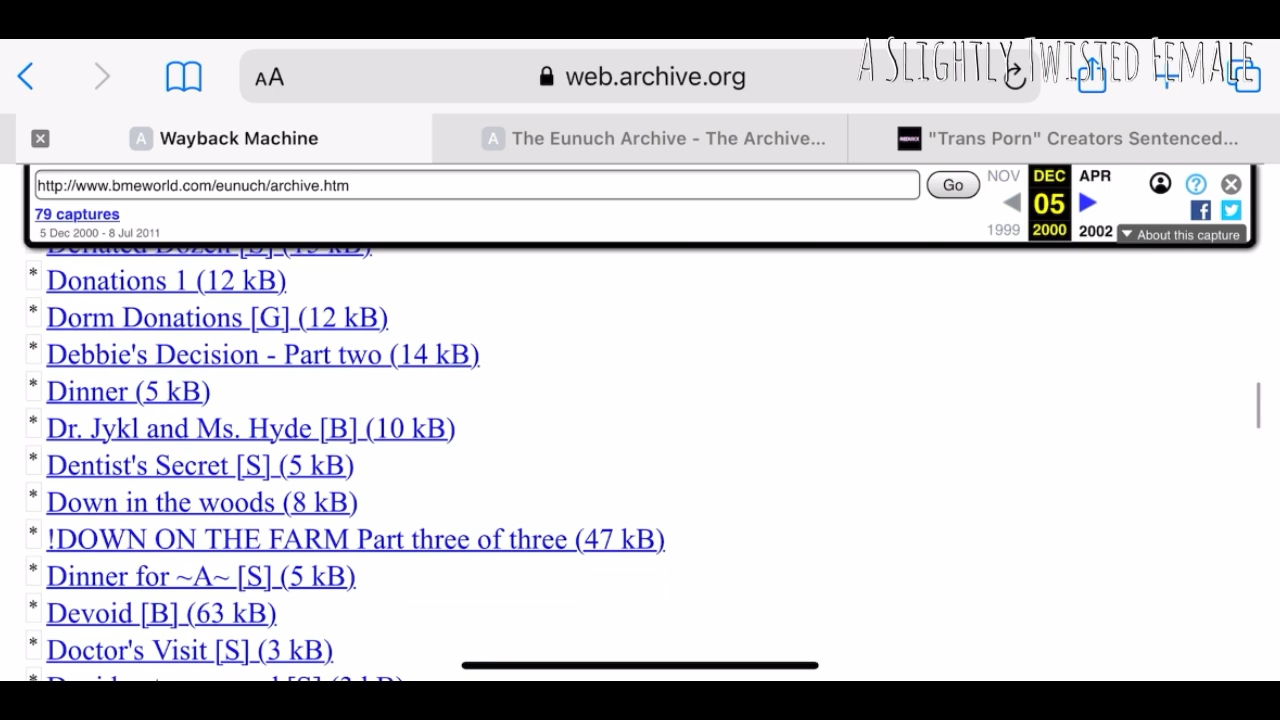 A Slightly Twisted Female
AA web.archive.org
A Wayback Machine A The Eunuch Archive - The Archive... "Trans Porn" Creators Sentenced...
http://www.bmeworld.com/eunuch/archive.htm Go NOV DEC APR
79 captures 05
5 Dec 2000 - 8 Jul 2011 1999 2000 2002 ▼ About this capture
* Donations 1 (12 kB)
* Dorm Donations [G] (12 kB)
* Debbie's Decision - Part two (14 kB)
* Dinner (5 kB)
* Dr. Jykl and Ms. Hyde [B] (10 kB)
* Dentist's Secret [S] (5 kB)
* Down in the woods (8 kB)
* !DOWN ON THE FARM Part three of three (47 kB)
* Dinner for ~A~ [S] (5 kB)
* Devoid [B] (63 kB)
* Doctor's Visit [S] (3 kB)